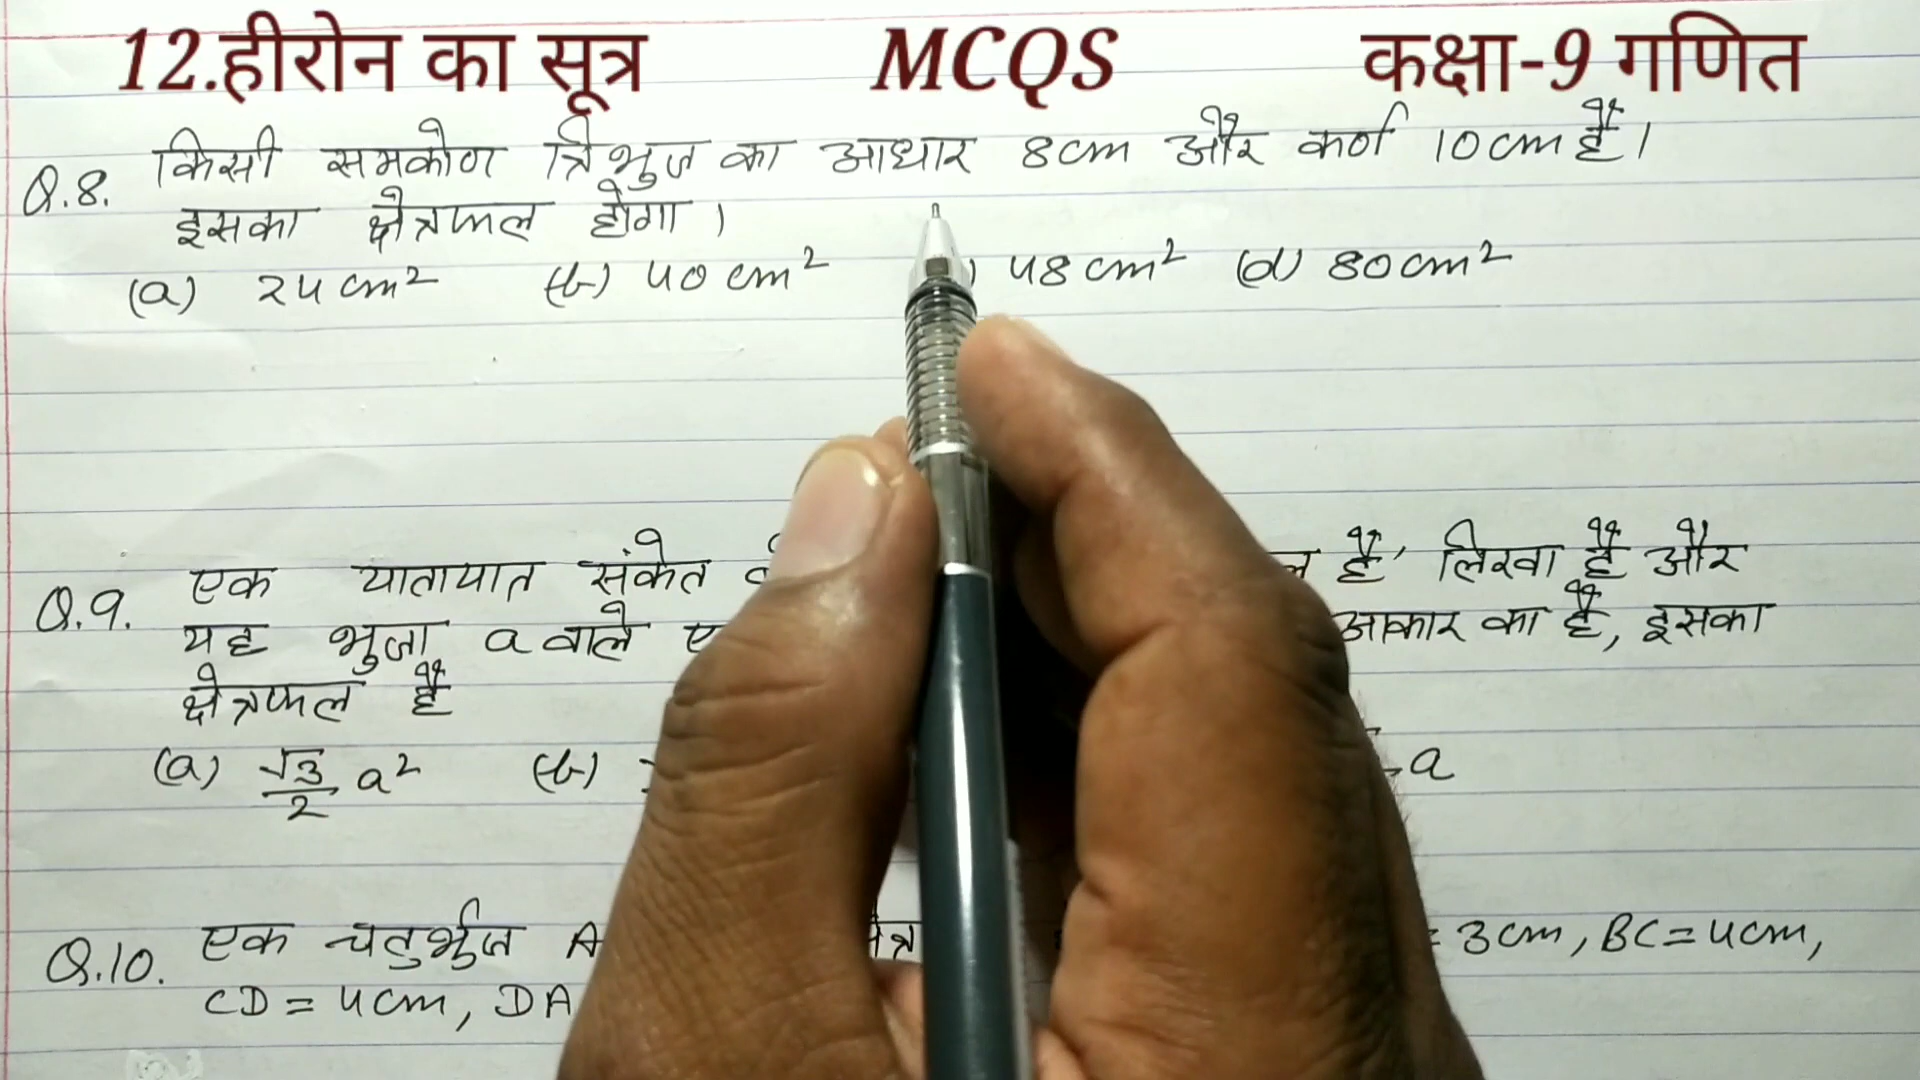 12.हीरोन का सूत्र MCQS कक्षा-9 गणित
Q.8. किसी समकोण त्रिभुज का आधार 8cm और कर्ण 10cm है।
इसका क्षेत्रफल होगा।
(a) 24cm² (b) 40cm² ) 48cm² (d) 80cm²
Q.9. एक यातायात संकेत है' लिखा है और
यह भुजा a वाले आकार का है, इसका
क्षेत्रफल है
(a) √3/2 a² (b) a
Q.10. एक चतुर्भुज A = 3cm, BC=4cm,
CD = 4cm, DA